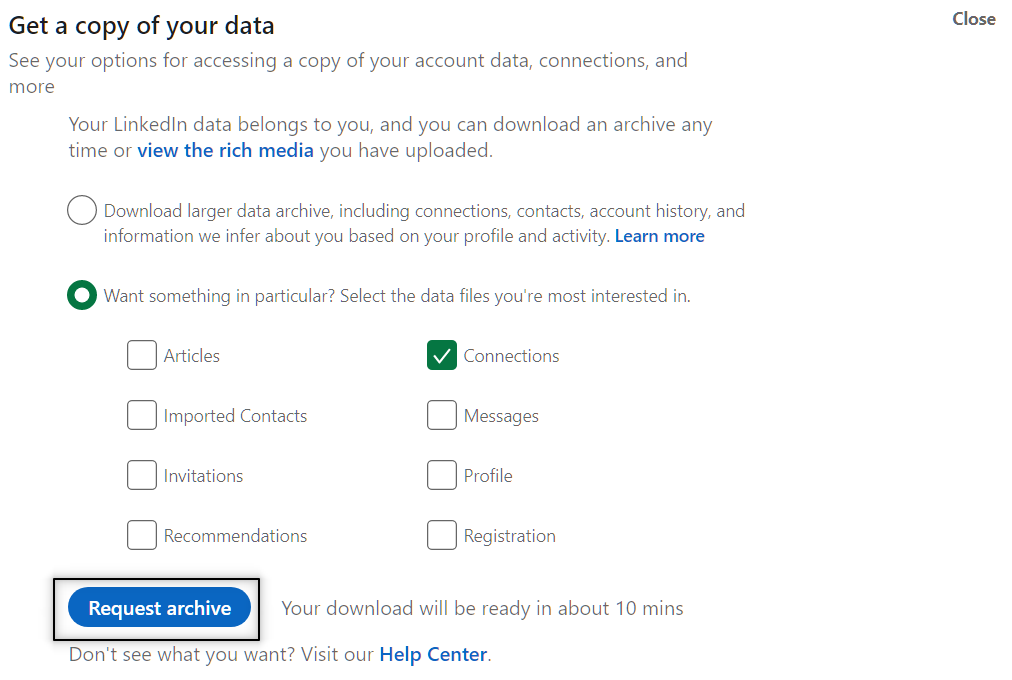 Get a copy of your data
Close
See your options for accessing a copy of your account data, connections, and
more
Your LinkedIn data belongs to you, and you can download an archive any
time or view the rich media you have uploaded.
Download larger data archive, including connections, contacts, account history, and
information we infer about you based on your profile and activity. Learn more
Want something in particular? Select the data files you're most interested in.
Articles
Connections
Imported Contacts
Messages
Invitations
Profile
Recommendations
Registration
Request archive
Your download will be ready in about 10 mins
Don't see what you want? Visit our Help Center.